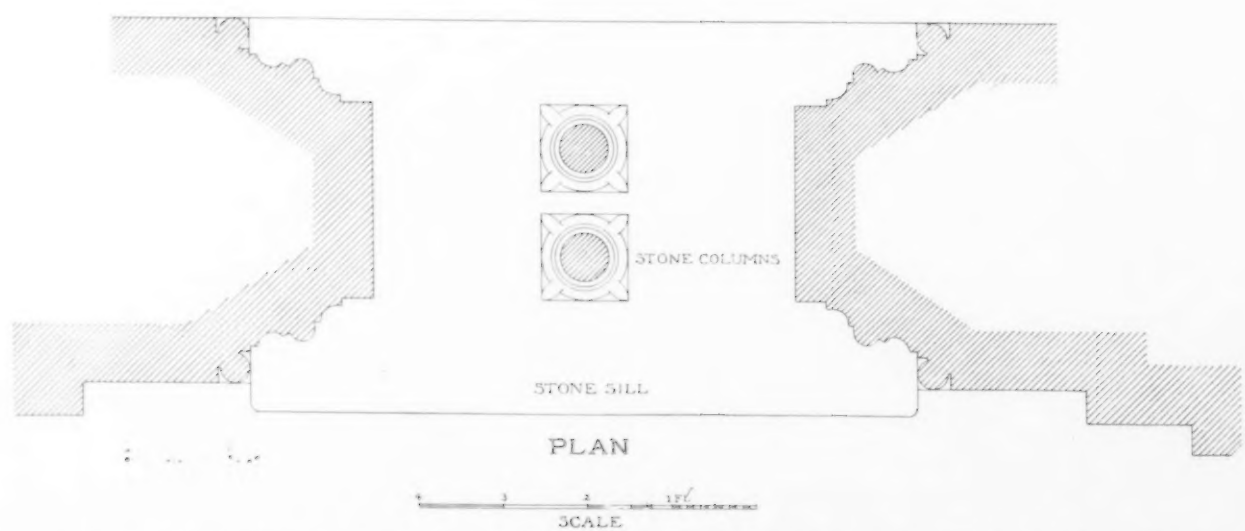 STONE COLUMNS
STONE SILL
PLAN
4 3 2 1 Ft
SCALE